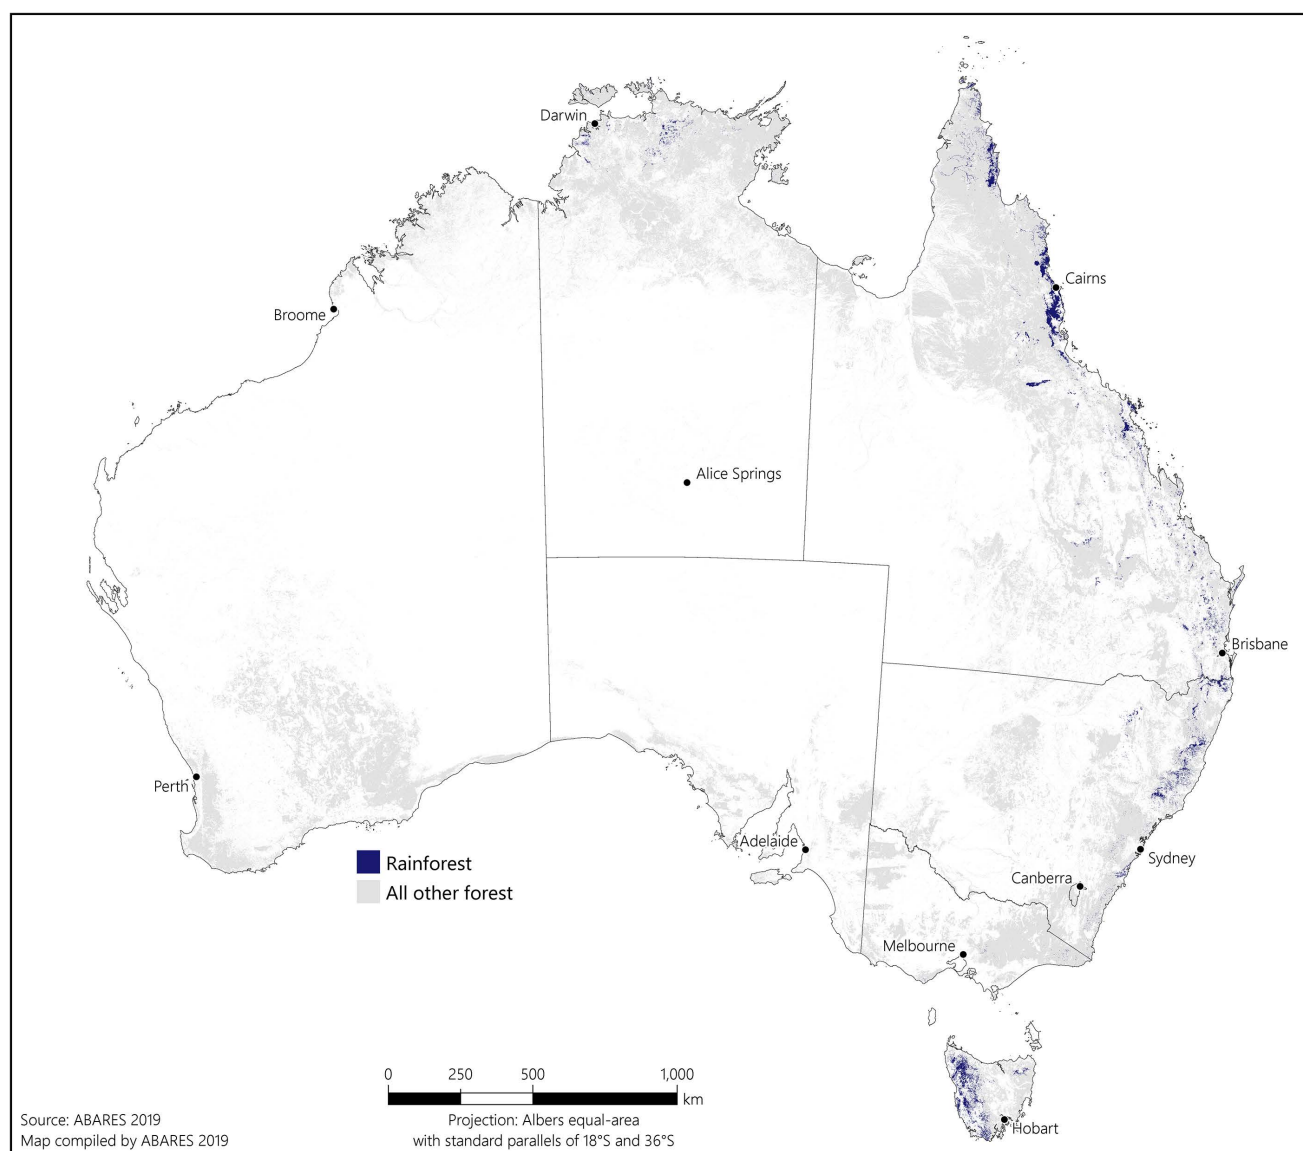 Darwin
Cairns
Broome
Alice Springs
Brisbane
Perth
Adelaide
Sydney
Rainforest
All other forest
Canberra
Melbourne
0 250 500 1,000
km
Projection: Albers equal-area
with standard parallels of 18°S and 36°S
Source: ABARES 2019
Map compiled by ABARES 2019
Hobart